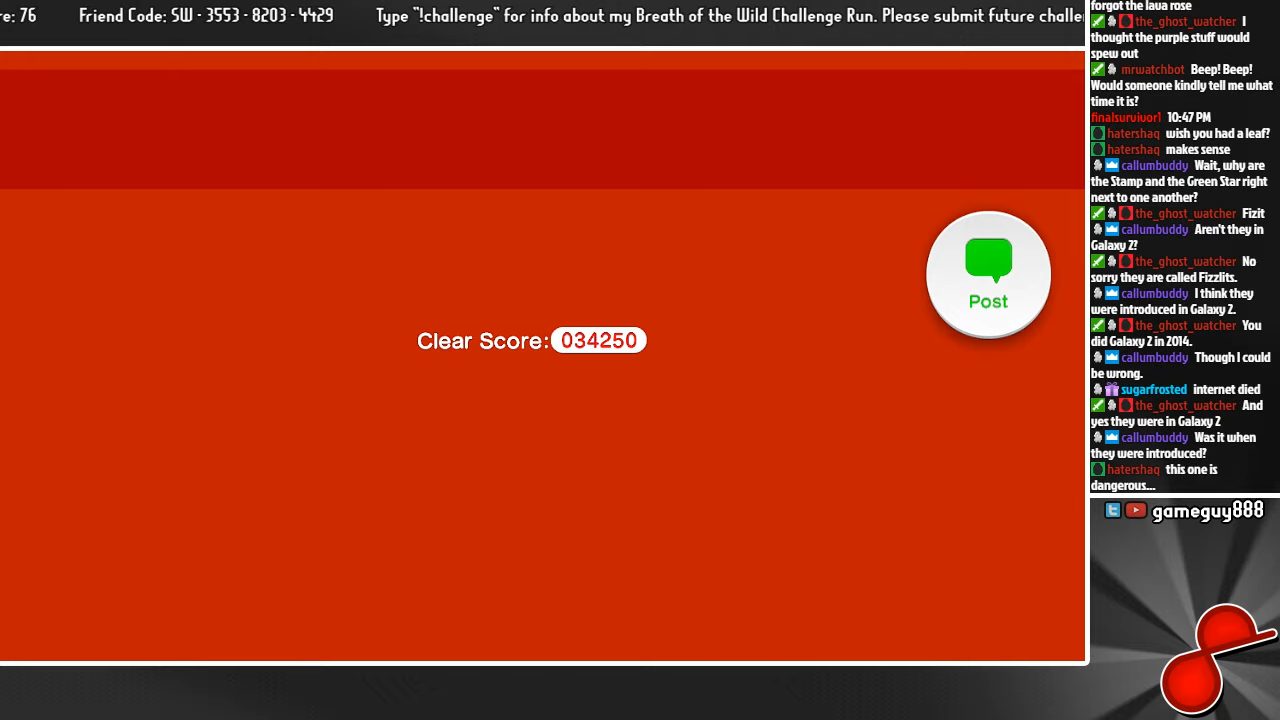 re: 76 Friend Code: SW - 3553 - 8203 - 4429 Type "!challenge" for info about my Breath of the Wild Challenge Run. Please submit future challe
Clear Score: 034250
Post
forgot the lava rose
the_ghost_watcher I
thought the purple stuff would
spew out
mrwatchbot Beep! Beep!
Would someone kindly tell me what
time it is?
finalsurvivor1 10:47 PM
hatershaq wish you had a leaf?
hatershaq makes sense
callumbuddy Wait, why are
the Stamp and the Green Star right
next to one another?
the_ghost_watcher Fizit
callumbuddy Aren't they in
Galaxy 2?
the_ghost_watcher No
sorry they are called Fizzlits.
callumbuddy I think they
were introduced in Galaxy 2.
the_ghost_watcher You
did Galaxy 2 in 2014.
callumbuddy Though I could
be wrong.
sugarfrosted internet died
the_ghost_watcher And
yes they were in Galaxy 2
callumbuddy Was it when
they were introduced?
hatershaq this one is
dangerous...
gameguy888